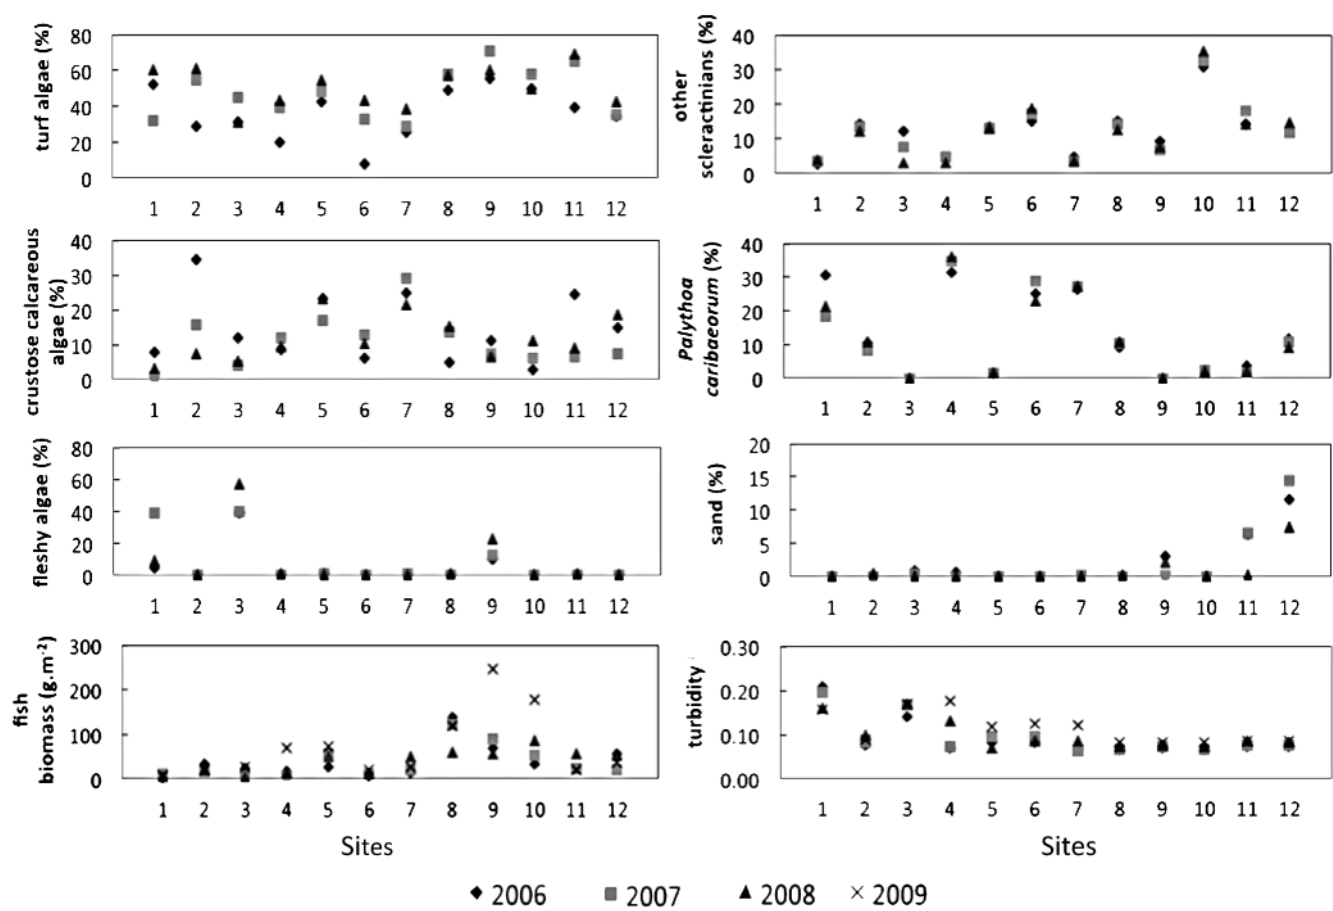 turf algae (%)
80
60
40
20
0
1 2 3 4 5 6 7 8 9 10 11 12
other
scleractinians (%)
40
30
20
10
0
1 2 3 4 5 6 7 8 9 10 11 12
crustose calcareous
algae (%)
40
30
20
10
0
1 2 3 4 5 6 7 8 9 10 11 12
Palythoa
caribaeorum (%)
40
30
20
10
0
1 2 3 4 5 6 7 8 9 10 11 12
fleshy algae (%)
80
60
40
20
0
1 2 3 4 5 6 7 8 9 10 11 12
sand (%)
20
15
10
5
0
1 2 3 4 5 6 7 8 9 10 11 12
fish
biomass (g.m⁻²)
300
200
100
0
1 2 3 4 5 6 7 8 9 10 11 12
Sites
turbidity
0.30
0.20
0.10
0.00
1 2 3 4 5 6 7 8 9 10 11 12
Sites
2006 2007 2008 2009